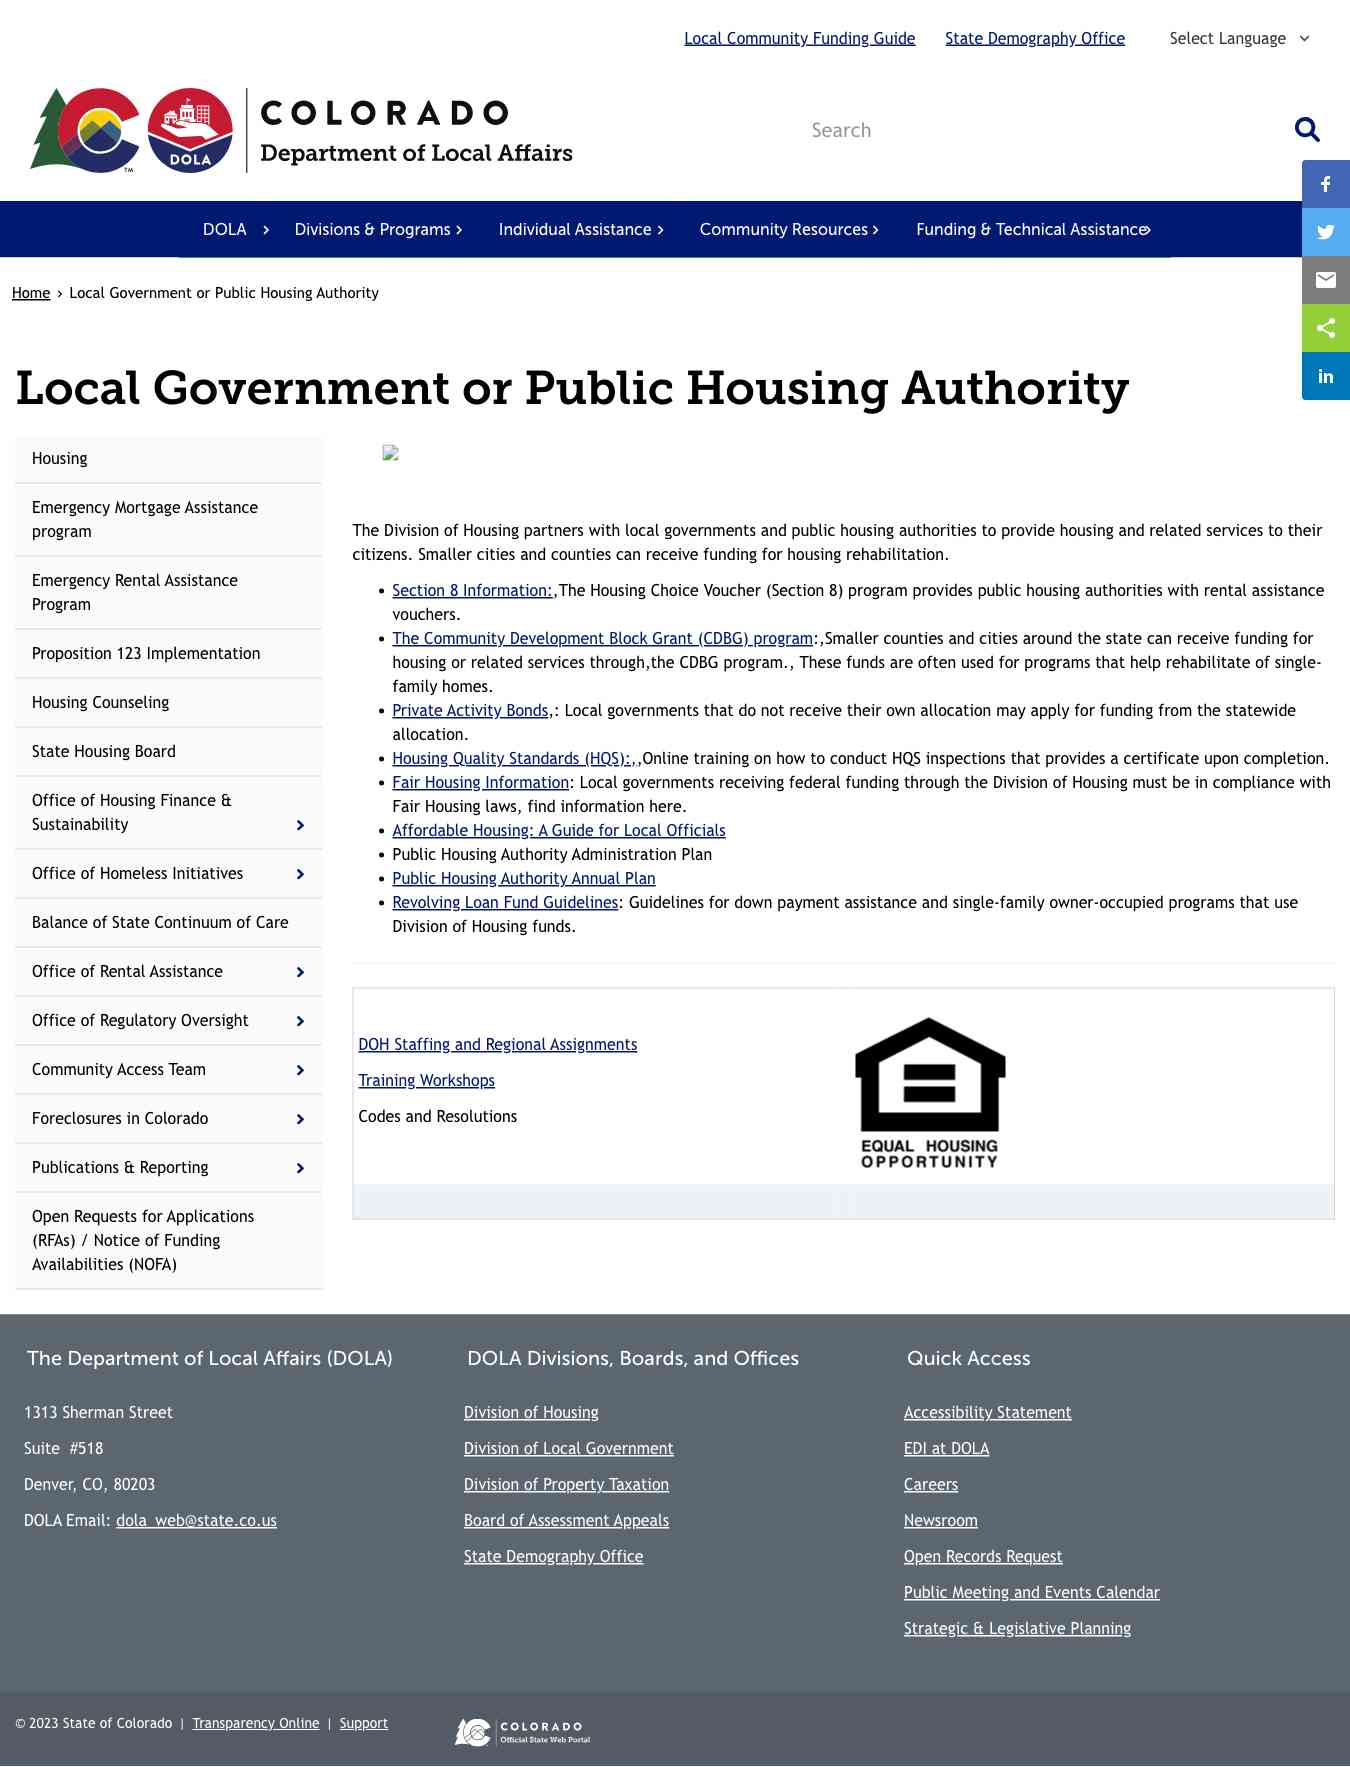 Local Community Funding Guide State Demography Office Select Language
COLORADO
Department of Local Affairs
DOLA
TM
Search
DOLA Divisions & Programs Individual Assistance Community Resources Funding & Technical Assistance
Home › Local Government or Public Housing Authority
Local Government or Public Housing Authority
Housing
Emergency Mortgage Assistance
program
Emergency Rental Assistance
Program
Proposition 123 Implementation
Housing Counseling
State Housing Board
Office of Housing Finance &
Sustainability
Office of Homeless Initiatives
Balance of State Continuum of Care
Office of Rental Assistance
Office of Regulatory Oversight
Community Access Team
Foreclosures in Colorado
Publications & Reporting
Open Requests for Applications
(RFAs) / Notice of Funding
Availabilities (NOFA)
The Division of Housing partners with local governments and public housing authorities to provide housing and related services to their
citizens. Smaller cities and counties can receive funding for housing rehabilitation.
• Section 8 Information:,The Housing Choice Voucher (Section 8) program provides public housing authorities with rental assistance
vouchers.
• The Community Development Block Grant (CDBG) program:,Smaller counties and cities around the state can receive funding for
housing or related services through,the CDBG program., These funds are often used for programs that help rehabilitate of single-
family homes.
• Private Activity Bonds,: Local governments that do not receive their own allocation may apply for funding from the statewide
allocation.
• Housing Quality Standards (HQS):,,Online training on how to conduct HQS inspections that provides a certificate upon completion.
• Fair Housing Information: Local governments receiving federal funding through the Division of Housing must be in compliance with
Fair Housing laws, find information here.
• Affordable Housing: A Guide for Local Officials
• Public Housing Authority Administration Plan
• Public Housing Authority Annual Plan
• Revolving Loan Fund Guidelines: Guidelines for down payment assistance and single-family owner-occupied programs that use
Division of Housing funds.
DOH Staffing and Regional Assignments
Training Workshops
Codes and Resolutions
EQUAL HOUSING
OPPORTUNITY
The Department of Local Affairs (DOLA)
1313 Sherman Street
Suite #518
Denver, CO, 80203
DOLA Email: dola_web@state.co.us
DOLA Divisions, Boards, and Offices
Division of Housing
Division of Local Government
Division of Property Taxation
Board of Assessment Appeals
State Demography Office
Quick Access
Accessibility Statement
EDI at DOLA
Careers
Newsroom
Open Records Request
Public Meeting and Events Calendar
Strategic & Legislative Planning
© 2023 State of Colorado | Transparency Online | Support
COLORADO
Official State Web Portal